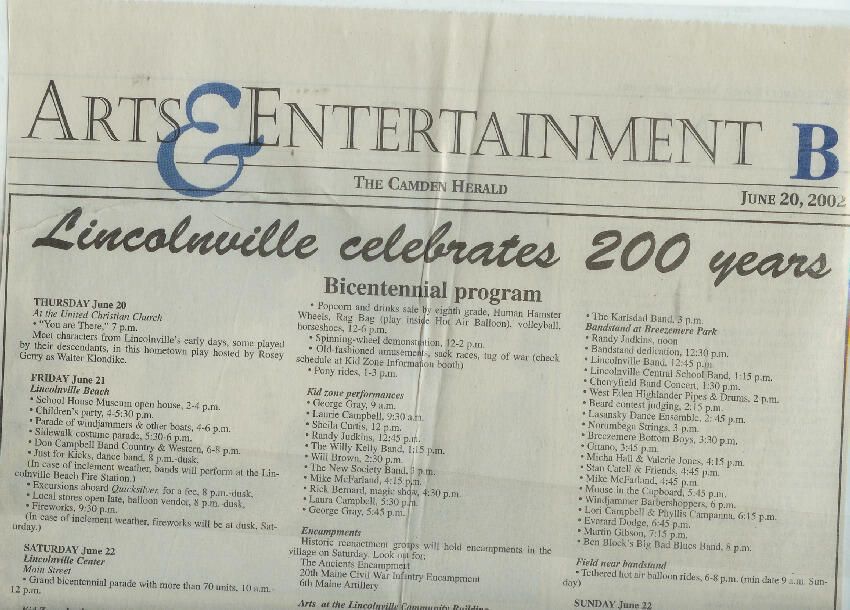 ARTS & ENTERTAINMENT B
THE CAMDEN HERALD
JUNE 20, 2002
Lincolnville celebrates 200 years
Bicentennial program
THURSDAY June 20
At the United Christian Church
• "You are There," 7 p.m.
Meet characters from Lincolnville's early days, some played
by their descendants, in this hometown play hosted by Rosey
Gerry as Walter Klondike.
FRIDAY June 21
Lincolnville Beach
• School House Museum open house, 2-4 p.m.
• Children's party, 4-5:30 p.m.
• Parade of windjammers & other boats, 4-6 p.m.
• Sidewalk costume parade, 5:30-6 p.m.
• Don Campbell Band Country & Western, 6-8 p.m.
• Just for Kicks, dance band, 8 p.m.-dusk.
(In case of inclement weather, bands will perform at the Lin-
colnville Beach Fire Station.)
• Excursions aboard Quicksilver, for a fee, 8 p.m.-dusk.
• Local stores open late, balloon vendor, 8 p.m.-dusk.
• Fireworks, 9:30 p.m.
(In case of inclement weather, fireworks will be at dusk, Sat-
urday.)
SATURDAY June 22
Lincolnville Center
Main Street
• Grand bicentennial parade with more than 70 units, 10 a.m.-
12 p.m.
• Popcorn and drinks sale by eighth grade, Human Hamster
Wheels, Rag Bag (play inside Hot Air Balloon), volleyball,
horseshoes, 12-6 p.m.
• Spinning-wheel demonstration, 12-2 p.m.
• Old-fashioned amusements, sack races, tug of war (check
schedule at Kid Zone Information booth)
• Pony rides, 1-3 p.m.
Kid zone performances
• George Gray, 9 a.m.
• Laurie Campbell, 9:30 a.m.
• Sheila Curtis, 12 p.m.
• Randy Judkins, 12:45 p.m.
• The Willy Kelly Band, 1:15 p.m.
• Will Brown, 2:30 p.m.
• The New Society Band, 3 p.m.
• Mike McFarland, 4:15 p.m.
• Rick Bernard, magic show, 4:30 p.m.
• Laura Campbell, 5:30 p.m.
• George Gray, 5:45 p.m.
Encampments
Historic reenactment groups will hold encampments in the
village on Saturday. Look out for:
The Ancients Encampment
20th Maine Civil War Infantry Encampment
6th Maine Artillery
Arts at the Lincolnville Community Building
• The Karlsdad Band, 3 p.m.
Bandstand at Breezemere Park
• Randy Judkins, noon
• Bandstand dedication, 12:30 p.m.
• Lincolnville Band, 12:45 p.m.
• Lincolnville Central School Band, 1:15 p.m.
• Cherryfield Band Concert, 1:30 p.m.
• West Eden Highlander Pipes & Drums, 2 p.m.
• Beard contest judging, 2:15 p.m.
• Lasansky Dance Ensemble, 2:45 p.m.
• Norumbega Strings, 3 p.m.
• Breezemere Bottom Boys, 3:30 p.m.
• Gitano, 3:45 p.m.
• Micha Hall & Valerie Jones, 4:15 p.m.
• Stan Catell & Friends, 4:45 p.m.
• Mike McFarland, 4:45 p.m.
• Mouse in the Cupboard, 5:45 p.m.
• Windjammer Barbershoppers, 6 p.m.
• Lori Campbell & Phyllis Campanna, 6:15 p.m.
• Everard Dodge, 6:45 p.m.
• Martin Gibson, 7:15 p.m.
• Ben Block's Big Bad Blues Band, 8 p.m.
Field near bandstand
• Tethered hot air balloon rides, 6-8 p.m. (rain date 9 a.m. Sun-
day)
SUNDAY June 22